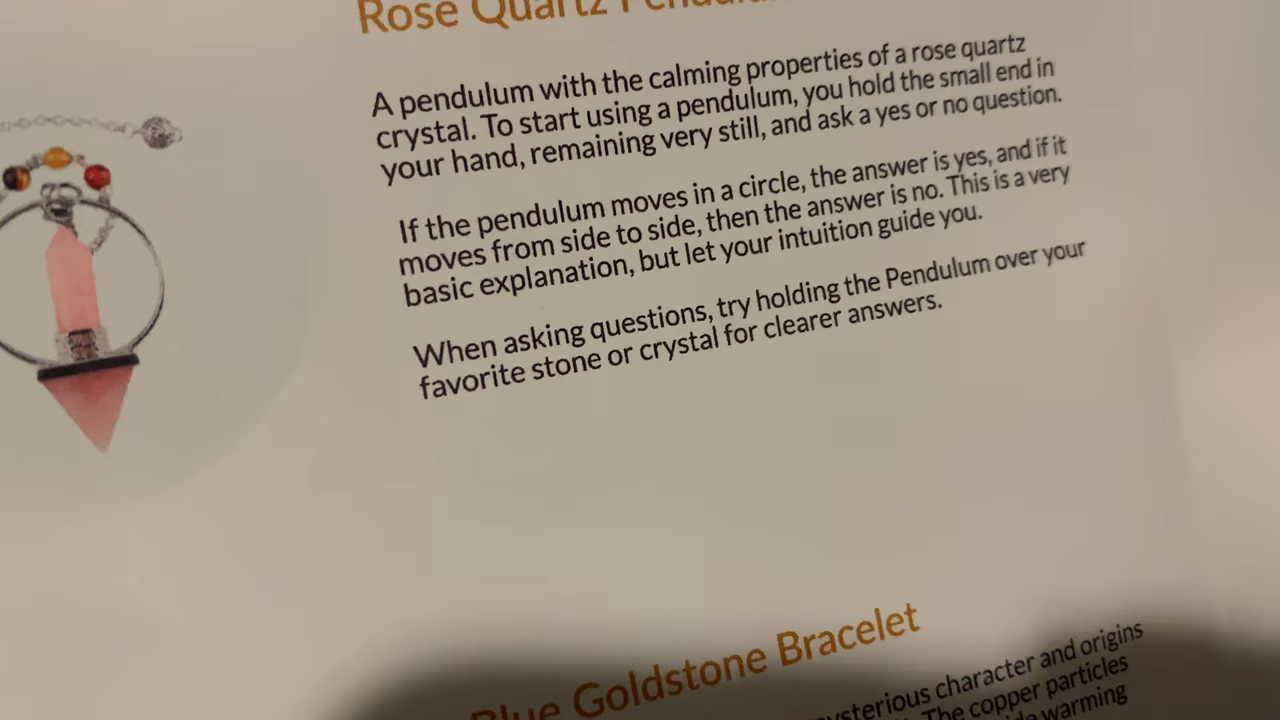 Rose Quartz Pendulum
A pendulum with the calming properties of a rose quartz
crystal. To start using a pendulum, you hold the small end in
your hand, remaining very still, and ask a yes or no question.
If the pendulum moves in a circle, the answer is yes, and if it
moves from side to side, then the answer is no. This is a very
basic explanation, but let your intuition guide you.
When asking questions, try holding the Pendulum over your
favorite stone or crystal for clearer answers.
Blue Goldstone Bracelet
character and origins
The copper particles
warming